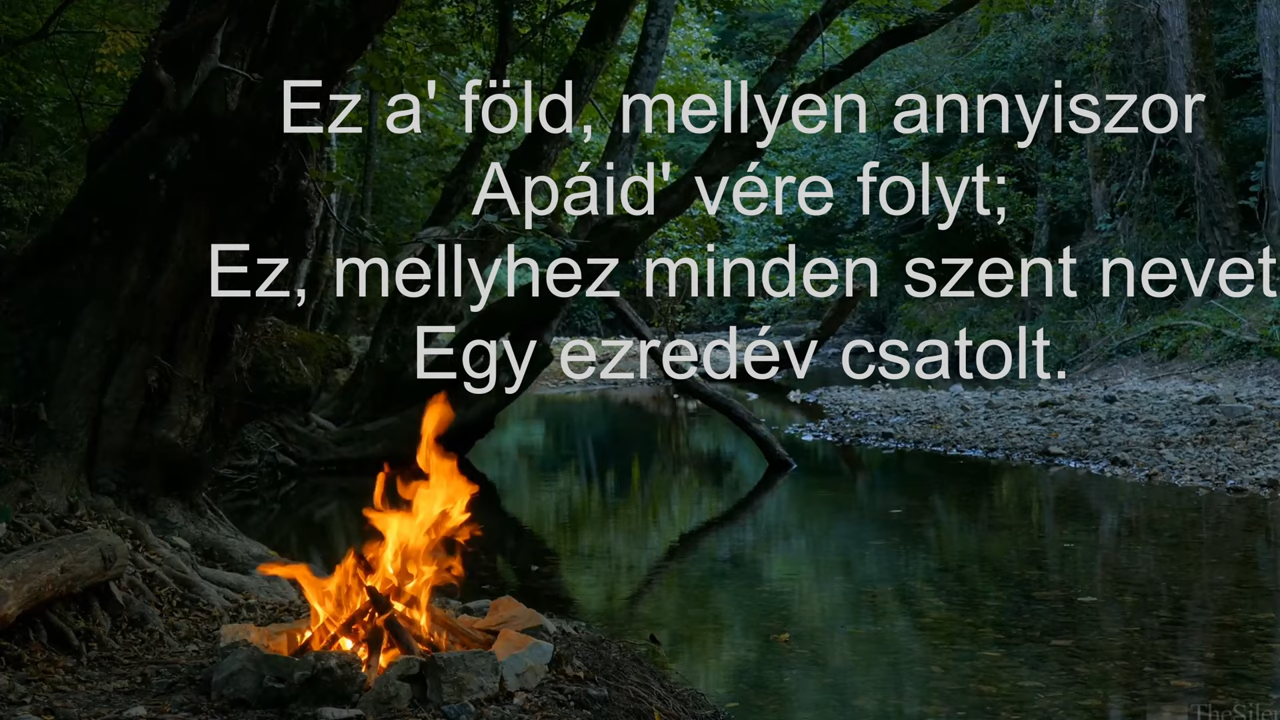 Ez a' föld, mellyen annyiszor
Apáid' vére folyt;
Ez, mellyhez minden szent nevet
Egy ezredév csatolt.